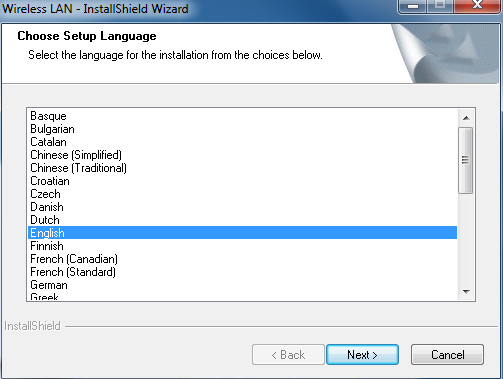 Wireless LAN - InstallShield Wizard
Choose Setup Language
Select the language for the installation from the choices below.
Basque
Bulgarian
Catalan
Chinese (Simplified)
Chinese (Traditional)
Croatian
Czech
Danish
Dutch
English
Finnish
French (Canadian)
French (Standard)
German
Greek
InstallShield
< Back
Next >
Cancel